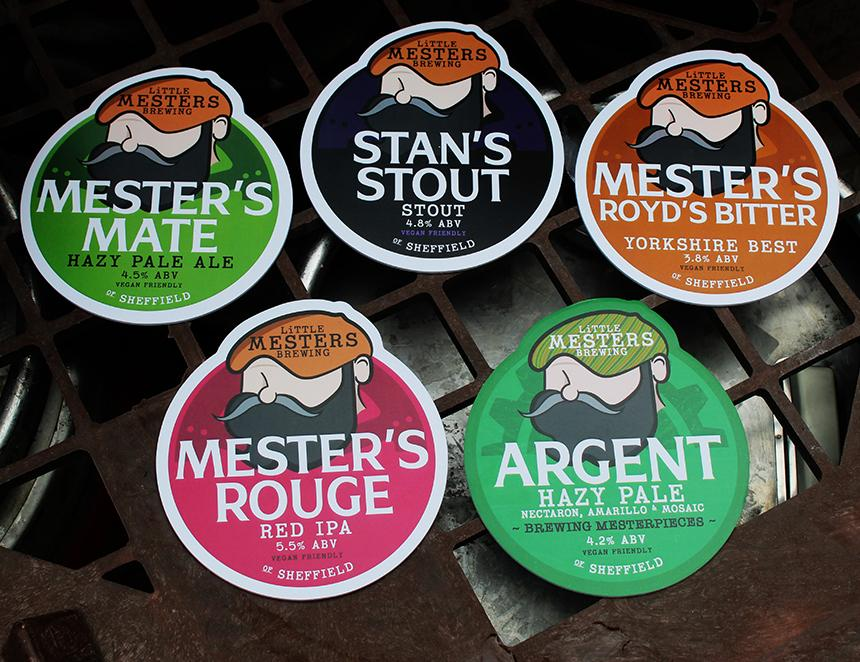 LiTTLE
MESTERS
BREWING
MESTER'S
MATE
HAZY PALE ALE
4.5% ABV
VEGAN FRIENDLY
OF SHEFFIELD
LiTTLE
MESTERS
BREWING
STAN'S
STOUT
STOUT
4.8% ABV
VEGAN FRIENDLY
OF SHEFFIELD
LiTTLE
MESTERS
BREWING
MESTER'S
ROYD'S BITTER
YORKSHIRE BEST
3.8% ABV
VEGAN FRIENDLY
OF SHEFFIELD
LiTTLE
MESTERS
BREWING
MESTER'S
ROUGE
RED IPA
5.5% ABV
VEGAN FRIENDLY
OF SHEFFIELD
LiTTLE
MESTERS
BREWING
ARGENT
HAZY PALE
NECTARON, AMARILLO & MOSAIC
~ BREWING MESTERPIECES ~
4.2% ABV
VEGAN FRIENDLY
OF SHEFFIELD